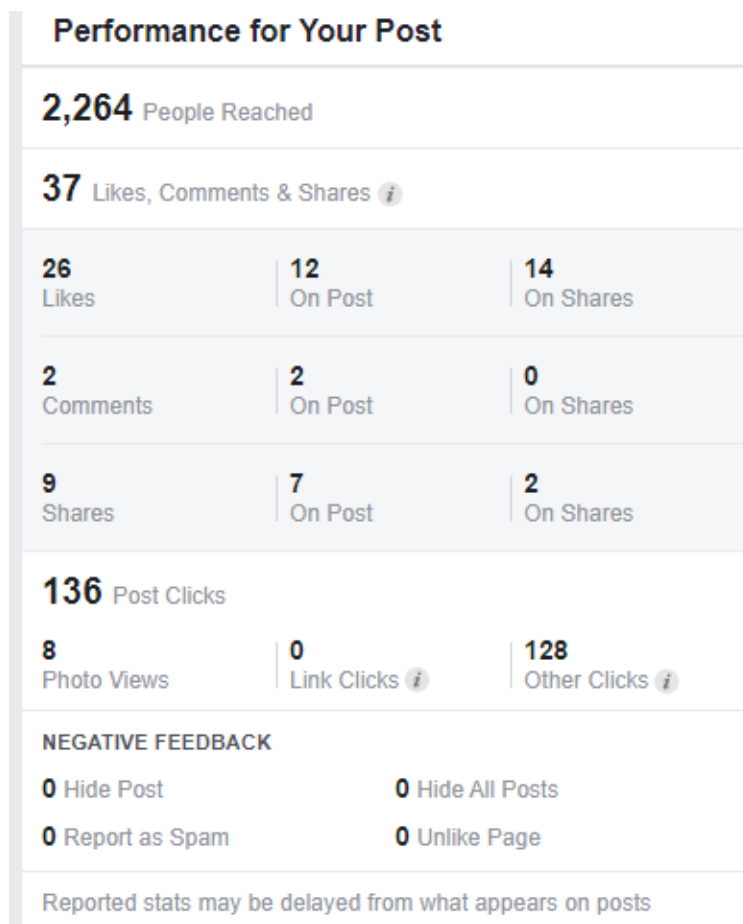 Performance for Your Post
2,264 People Reached
37 Likes, Comments & Shares i
26 12 14
Likes On Post On Shares
2 2 0
Comments On Post On Shares
9 7 2
Shares On Post On Shares
136 Post Clicks
8 0 128
Photo Views Link Clicks i Other Clicks i
NEGATIVE FEEDBACK
0 Hide Post 0 Hide All Posts
0 Report as Spam 0 Unlike Page
Reported stats may be delayed from what appears on posts